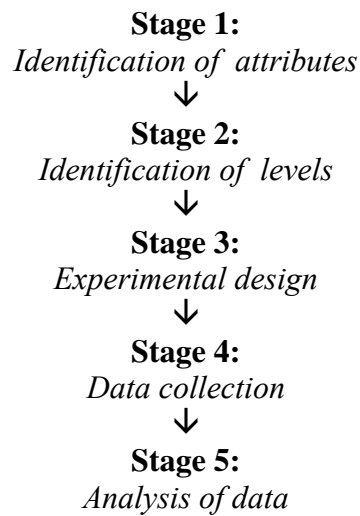 Stage 1:
Identification of attributes
↓
Stage 2:
Identification of levels
↓
Stage 3:
Experimental design
↓
Stage 4:
Data collection
↓
Stage 5:
Analysis of data